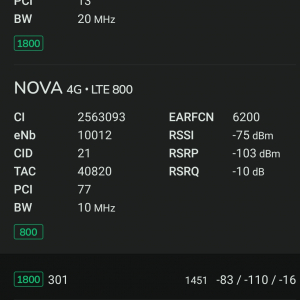 PCI 13
BW 20 MHz
1800
NOVA 4G • LTE 800
CI 2563093 EARFCN 6200
eNb 10012 RSSI -75 dBm
CID 21 RSRP -103 dBm
TAC 40820 RSRQ -10 dB
PCI 77
BW 10 MHz
800
1800 301 1451 -83 / -110 / -16